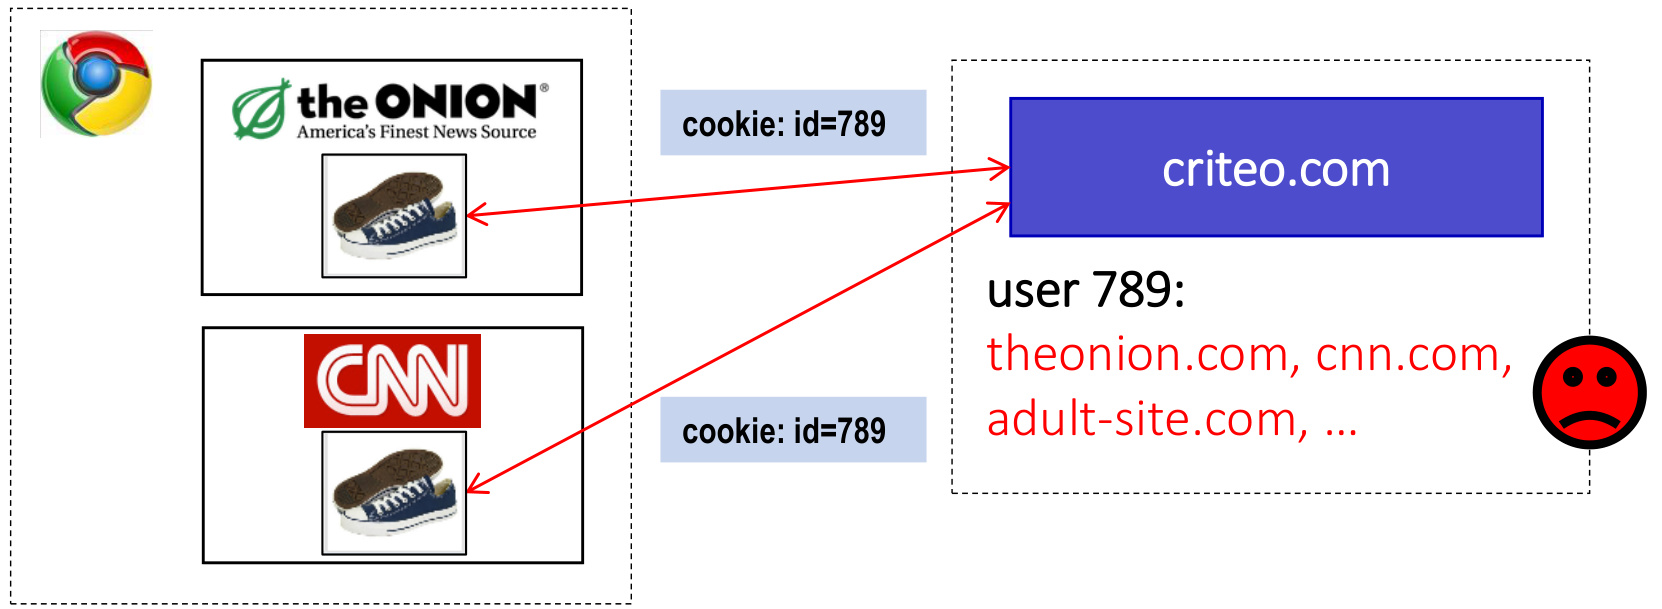 the ONION®
America's Finest News Source
CNN
cookie: id=789
cookie: id=789
criteo.com
user 789:
theonion.com, cnn.com,
adult-site.com, ...